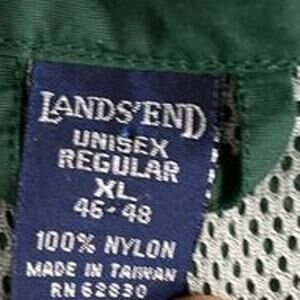 LANDS' END
UNISEX
REGULAR
XL
46-48
100% NYLON
MADE IN TAIWAN
RN 62830